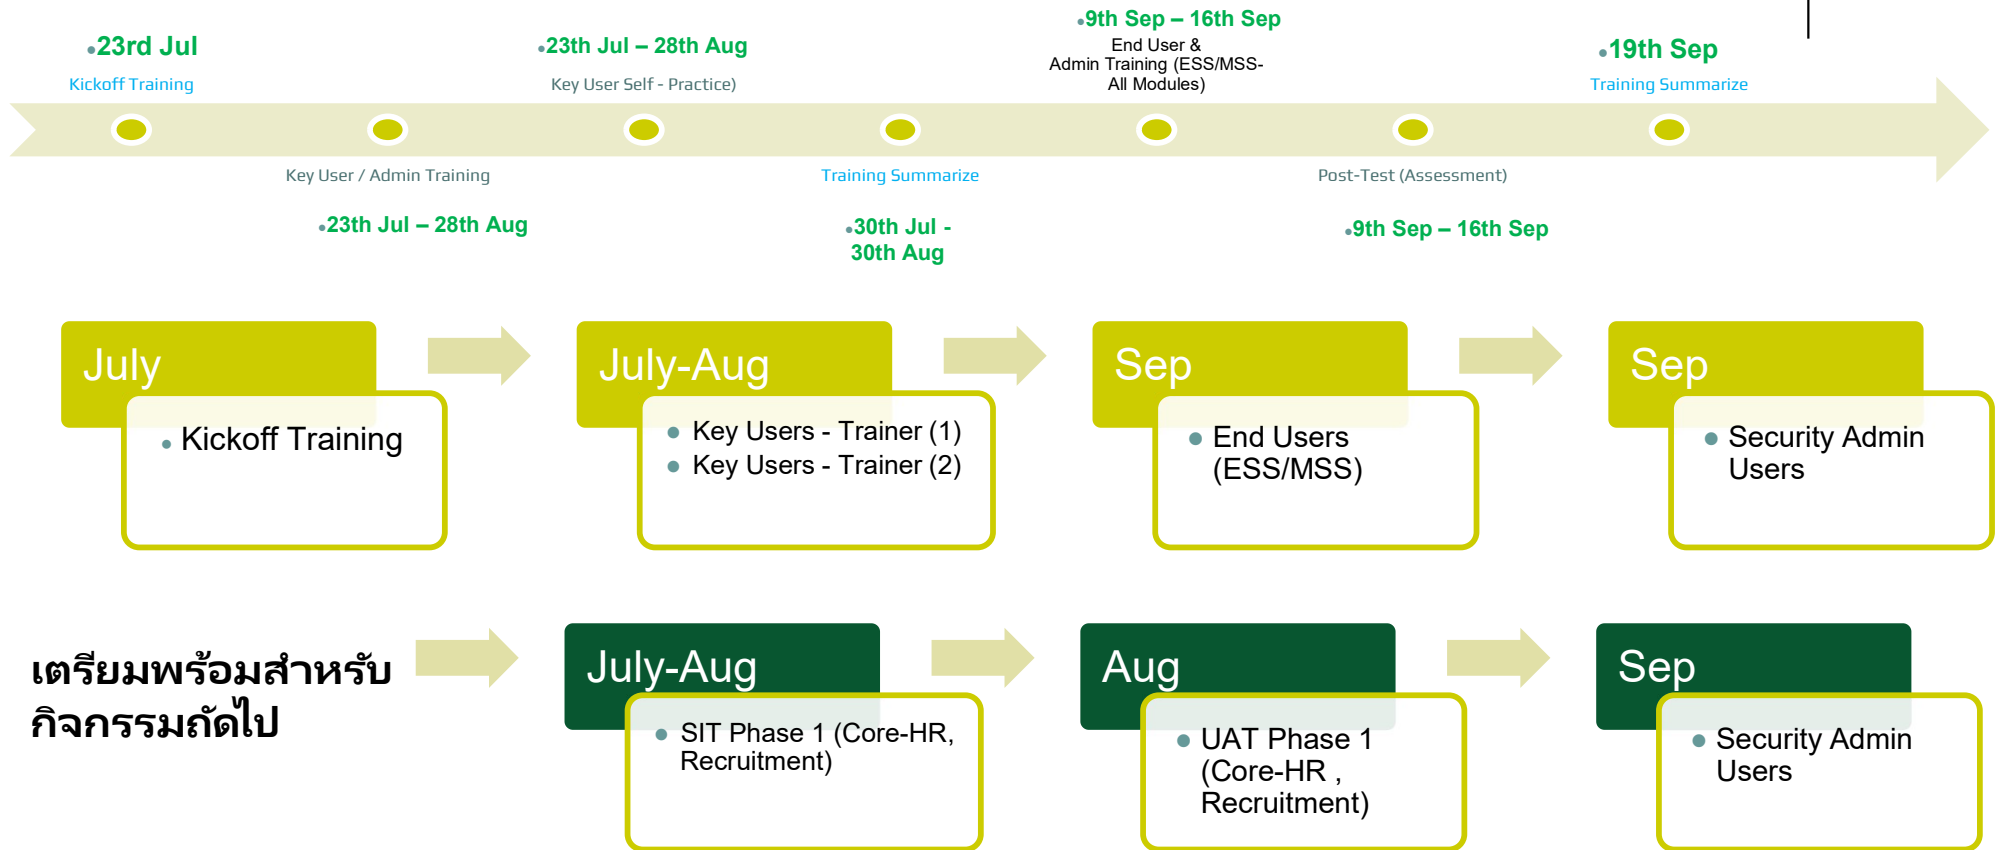 •23rd Jul
Kickoff Training
•23th Jul – 28th Aug
Key User Self - Practice)
•9th Sep – 16th Sep
End User &
Admin Training (ESS/MSS-
All Modules)
•19th Sep
Training Summarize
Key User / Admin Training
•23th Jul – 28th Aug
Training Summarize
•30th Jul -
30th Aug
Post-Test (Assessment)
•9th Sep – 16th Sep
July
• Kickoff Training
July-Aug
• Key Users - Trainer (1)
• Key Users - Trainer (2)
Sep
• End Users
(ESS/MSS)
Sep
• Security Admin
Users
เตรียมพร้อมสำหรับ
กิจกรรมถัดไป
July-Aug
• SIT Phase 1 (Core-HR,
Recruitment)
Aug
• UAT Phase 1
(Core-HR ,
Recruitment)
Sep
• Security Admin
Users